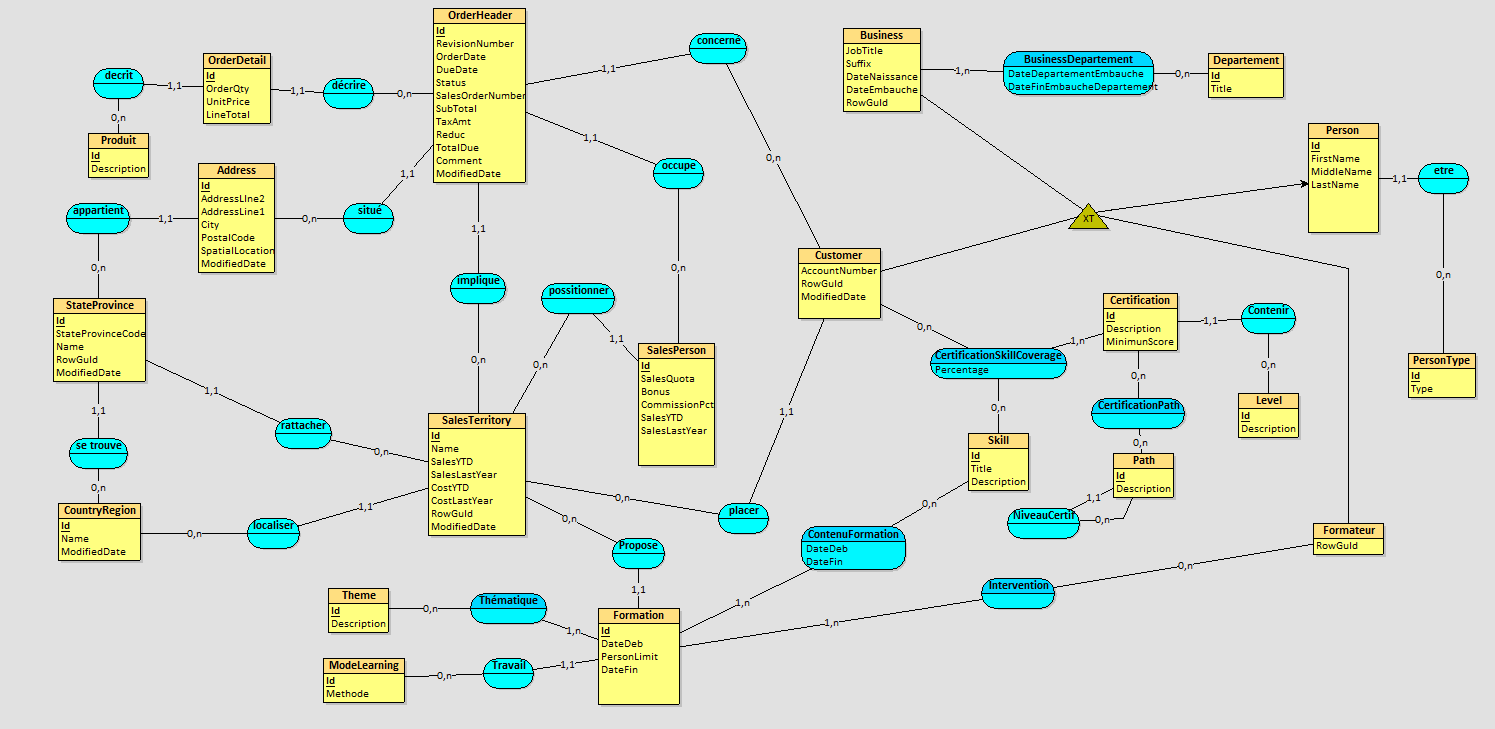 OrderHeader
Id
RevisionNumber
OrderDate
DueDate
Status
SalesOrderNumber
SubTotal
TaxAmt
Reduc
TotalDue
Comment
ModifiedDate
OrderDetail
Id
OrderQty
UnitPrice
LineTotal
decrit
1,1
1,1
décrire
0,n
0,n
Produit
Id
Description
concerné
1,1
0,n
Business
JobTitle
Suffix
DateNaissance
DateEmbauche
RowGuId
1,n
BusinessDepartement
DateDepartementEmbauche
DateFinEmbaucheDepartement
0,n
Departement
Id
Title
Person
Id
FirstName
MiddleName
LastName
1,1
etre
0,n
PersonType
Id
Type
XT
Address
Id
AddressLIne2
AddressLine1
City
PostalCode
SpatialLocation
ModifiedDate
appartient
1,1
0,n
situé
1,1
0,n
1,1
occupe
0,n
1,1
implique
0,n
possitionner
1,1
0,n
Customer
AccountNumber
RowGuId
ModifiedDate
StateProvince
Id
StateProvinceCode
Name
RowGuId
ModifiedDate
SalesPerson
Id
SalesQuota
Bonus
CommissionPct
SalesYTD
SalesLastYear
0,n
CertificationSkillCoverage
Percentage
1,n
Certification
Id
Description
MinimunScore
1,1
Contenir
0,n
Level
Id
Description
0,n
CertificationPath
0,n
Path
Id
Description
1,1
NiveauCertif
0,n
0,n
Skill
Id
Title
Description
1,1
rattacher
0,n
1,1
se trouve
0,n
CountryRegion
Id
Name
ModifiedDate
0,n
localiser
1,1
SalesTerritory
Id
Name
SalesYTD
SalesLastYear
CostYTD
CostLastYear
RowGuId
ModifiedDate
1,1
0,n
placer
0,n
Propose
1,1
0,n
ContenuFormation
DateDeb
DateFin
1,n
Formateur
RowGuId
0,n
Intervention
1,n
Theme
Id
Description
0,n
Thématique
1,n
Formation
Id
DateDeb
PersonLimit
DateFin
ModeLearning
Id
Methode
0,n
Travail
1,1